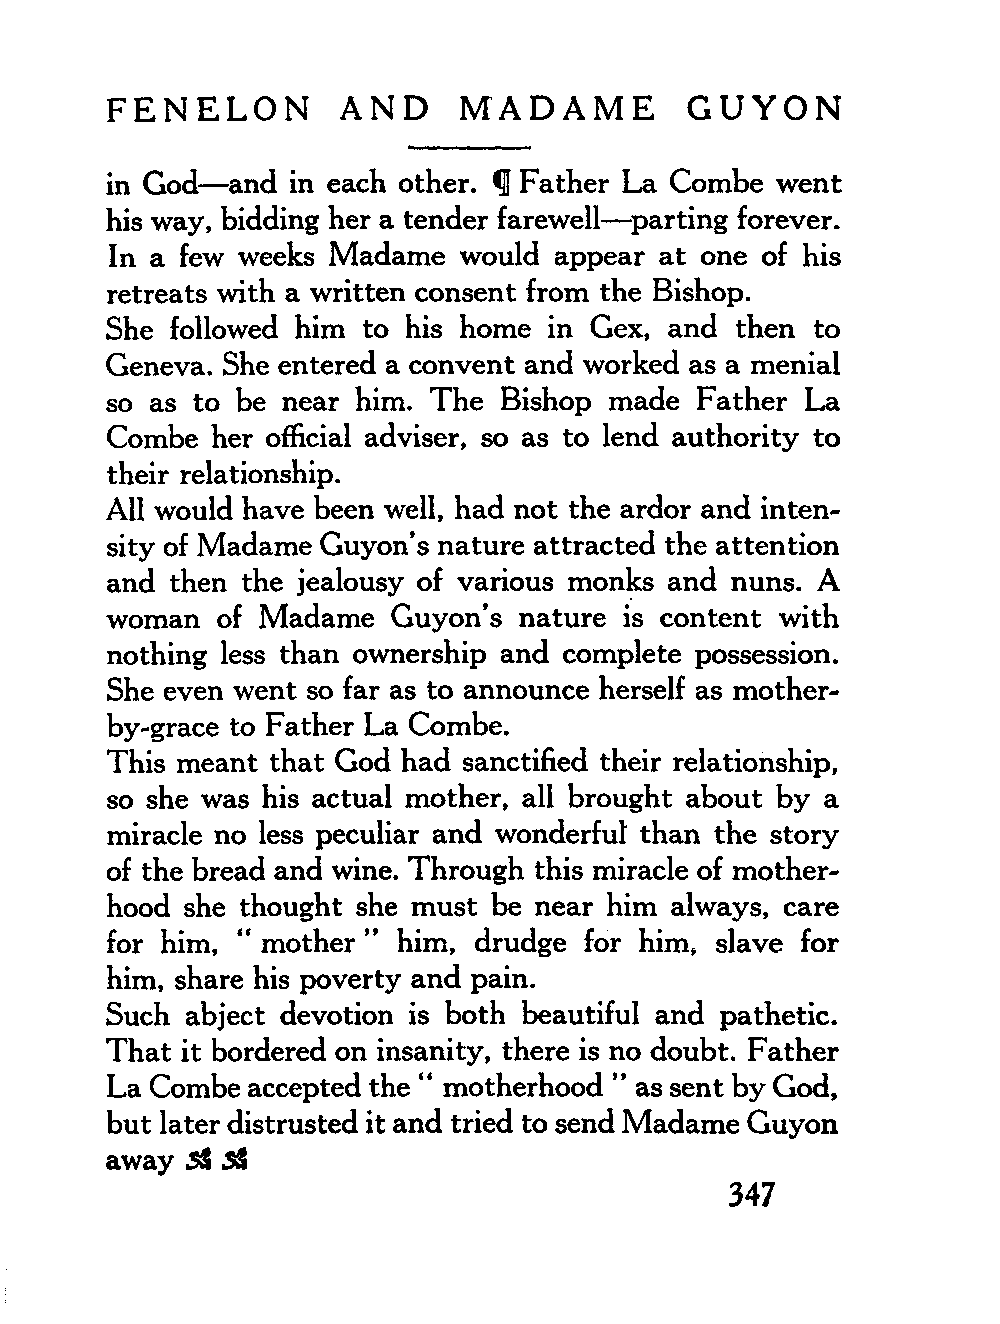 FENELON AND MADAME GUYON
in God—and in each other. ¶ Father La Combe went
his way, bidding her a tender farewell—parting forever.
In a few weeks Madame would appear at one of his
retreats with a written consent from the Bishop.
She followed him to his home in Gex, and then to
Geneva. She entered a convent and worked as a menial
so as to be near him. The Bishop made Father La
Combe her official adviser, so as to lend authority to
their relationship.
All would have been well, had not the ardor and inten-
sity of Madame Guyon's nature attracted the attention
and then the jealousy of various monks and nuns. A
woman of Madame Guyon's nature is content with
nothing less than ownership and complete possession.
She even went so far as to announce herself as mother-
by-grace to Father La Combe.
This meant that God had sanctified their relationship,
so she was his actual mother, all brought about by a
miracle no less peculiar and wonderful than the story
of the bread and wine. Through this miracle of mother-
hood she thought she must be near him always, care
for him, " mother " him, drudge for him, slave for
him, share his poverty and pain.
Such abject devotion is both beautiful and pathetic.
That it bordered on insanity, there is no doubt. Father
La Combe accepted the " motherhood " as sent by God,
but later distrusted it and tried to send Madame Guyon
away
347